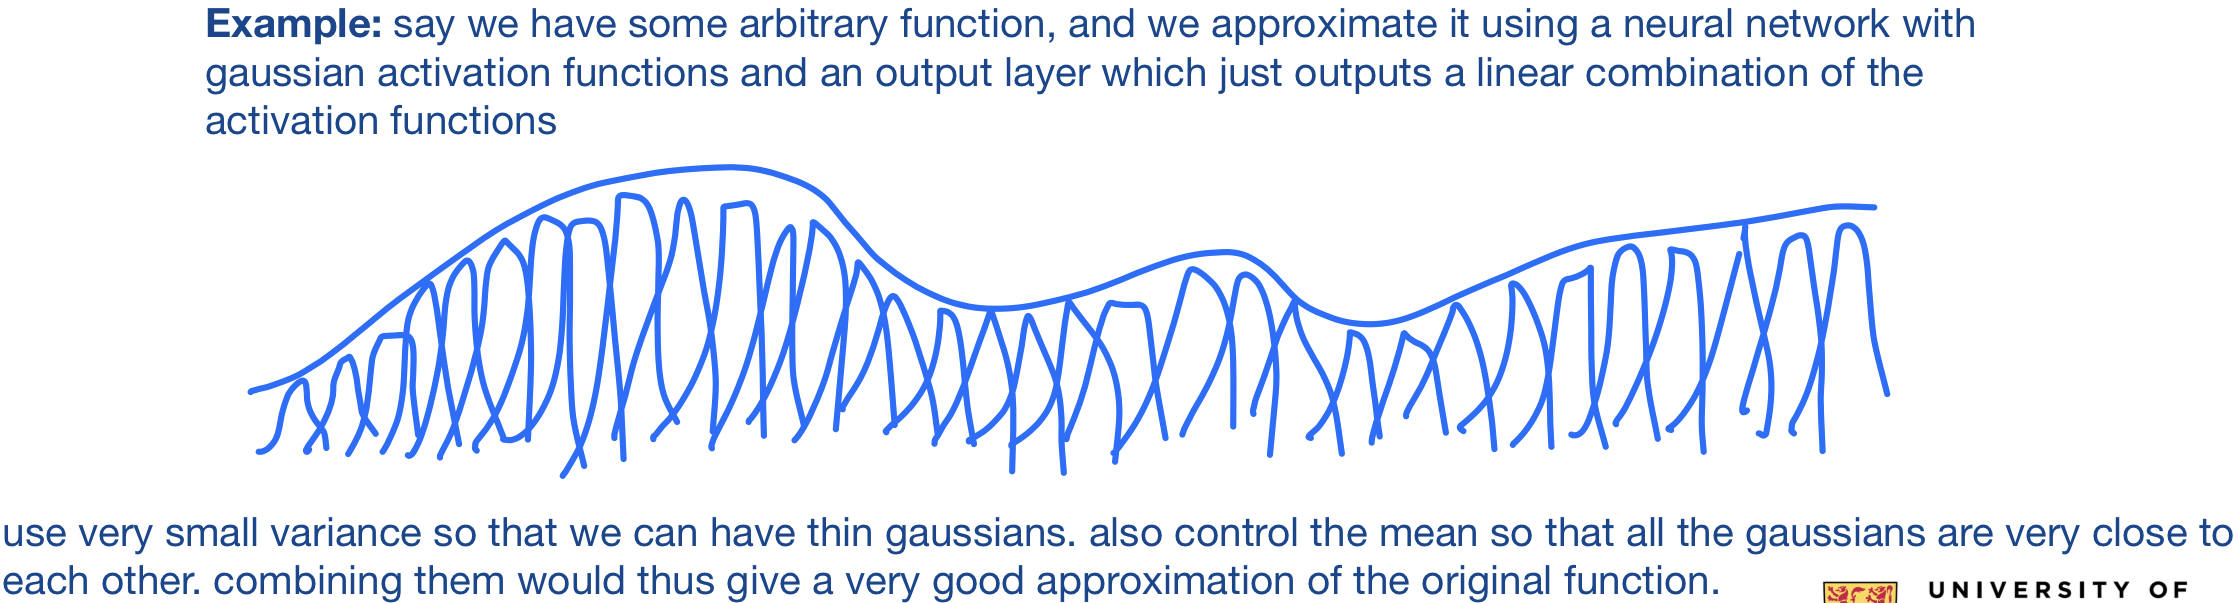 Example: say we have some arbitrary function, and we approximate it using a neural network with
gaussian activation functions and an output layer which just outputs a linear combination of the
activation functions
use very small variance so that we can have thin gaussians. also control the mean so that all the gaussians are very close to
each other. combining them would thus give a very good approximation of the original function.
UNIVERSITY OF